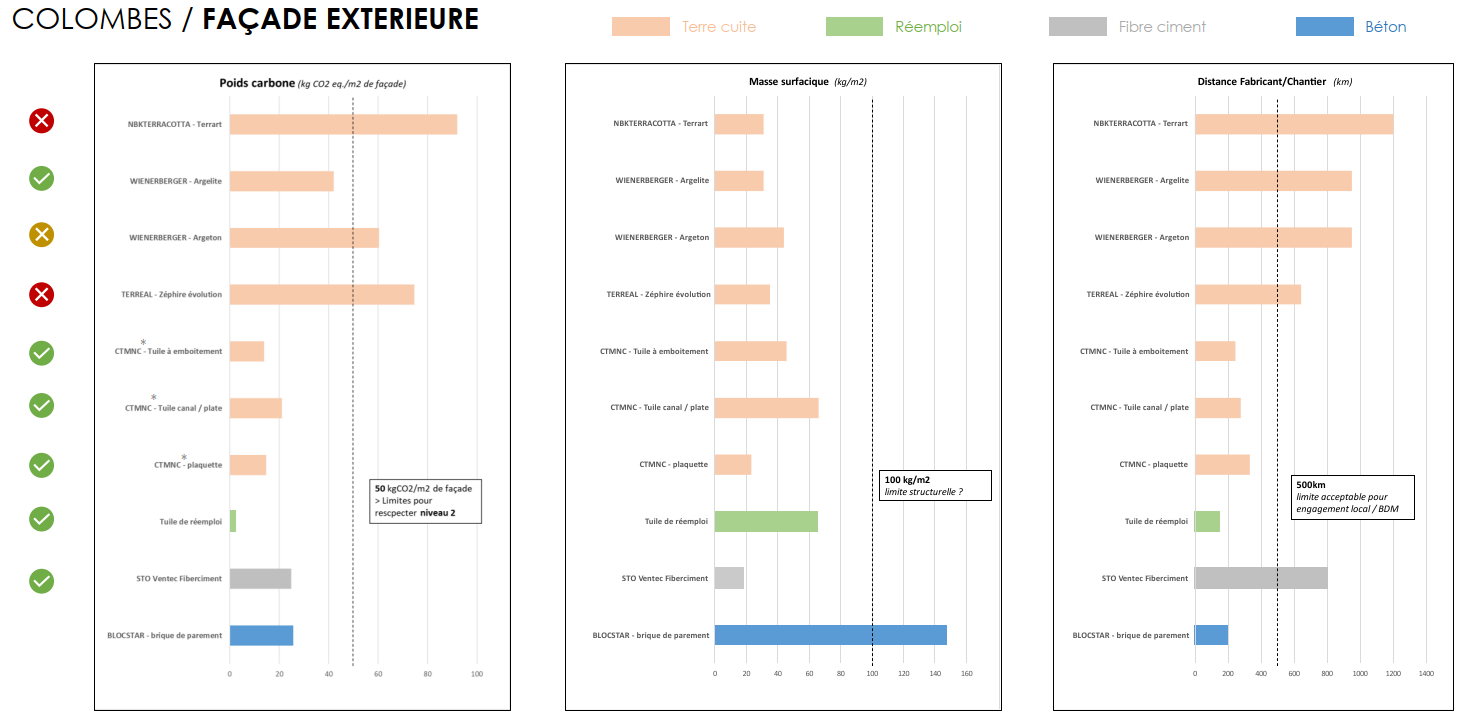 COLOMBES / FAÇADE EXTERIEURE
Terre cuite
Réemploi
Fibre ciment
Béton
Poids carbone (kg CO2 eq./m2 de façade)
NBKTERRACOTTA - Terrart
WIENERBERGER - Argelite
WIENERBERGER - Argeton
TERREAL - Zéphire évolution
*
CTMNC - Tuile à emboitement
*
CTMNC - Tuile canal / plate
*
CTMNC - plaquette
Tuile de réemploi
STO Ventec Fiberciment
BLOCSTAR - brique de parement
50 kgCO2/m2 de façade
> Limites pour
rescpecter niveau 2
0 20 40 60 80 100
Masse surfacique (kg/m2)
NBKTERRACOTTA - Terrart
WIENERBERGER - Argelite
WIENERBERGER - Argeton
TERREAL - Zéphire évolution
CTMNC - Tuile à emboitement
CTMNC - Tuile canal / plate
CTMNC - plaquette
Tuile de réemploi
STO Ventec Fiberciment
BLOCSTAR - brique de parement
100 kg/m2
limite structurelle ?
0 20 40 60 80 100 120 140 160
Distance Fabricant/Chantier (km)
NBKTERRACOTTA - Terrart
WIENERBERGER - Argelite
WIENERBERGER - Argeton
TERREAL - Zéphire évolution
CTMNC - Tuile à emboitement
CTMNC - Tuile canal / plate
CTMNC - plaquette
Tuile de réemploi
STO Ventec Fiberciment
BLOCSTAR - brique de parement
500km
limite acceptable pour
engagement local / BDM
0 200 400 600 800 1000 1200 1400